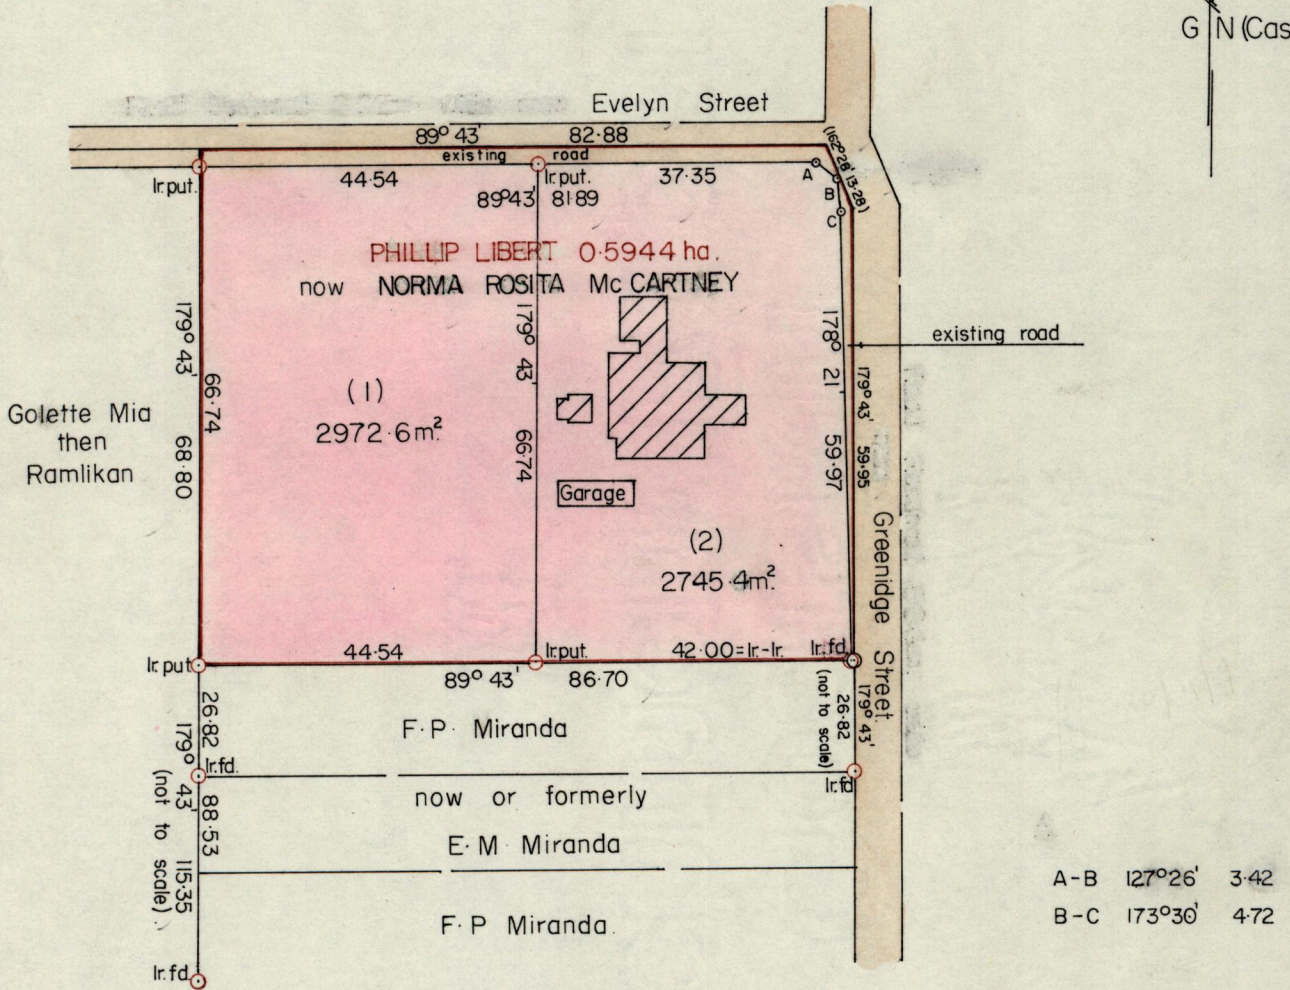 G N (Cas
Evelyn Street
89° 43' 82·88
existing road
(162° 28' 13·28)
Ir. put.
44.54
Ir. put.
37.35
A
B
C
89°43' 81·89
PHILLIP LIBERT 0·5944 ha.
now NORMA ROSITA Mc CARTNEY
179° 43' 68·80
66·74
179° 43' 66·74
178° 21' 59·97
179° 43' 59·95
existing road
Golette Mia
then
Ramlikan
(1)
2972·6m².
Garage
(2)
2745·4m².
Greenidge Street.
Ir. put
44.54
Ir. put.
42.00 = Ir.-Ir.
Ir. fd.
89° 43' 86.70
26·82
179° 43' 115·35
(not to scale)
26·82
(not to scale)
179° 43'
F·P· Miranda
Ir. fd.
Ir. fd
88·53
now or formerly
E·M Miranda
F·P Miranda.
Ir. fd.
A-B 127°26' 3·42
B-C 173°30' 4·72